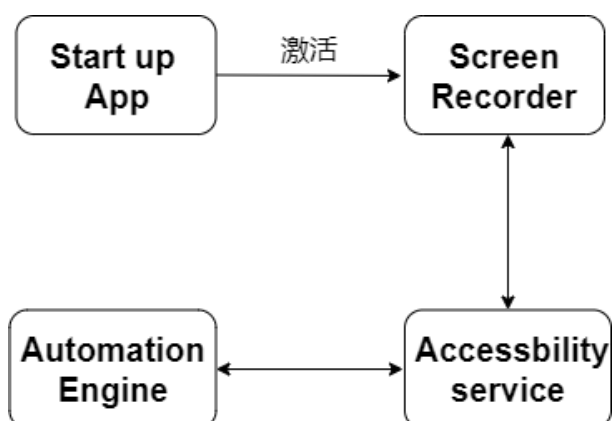 Start up
App
激活
Screen
Recorder
Automation
Engine
Accessbility
service